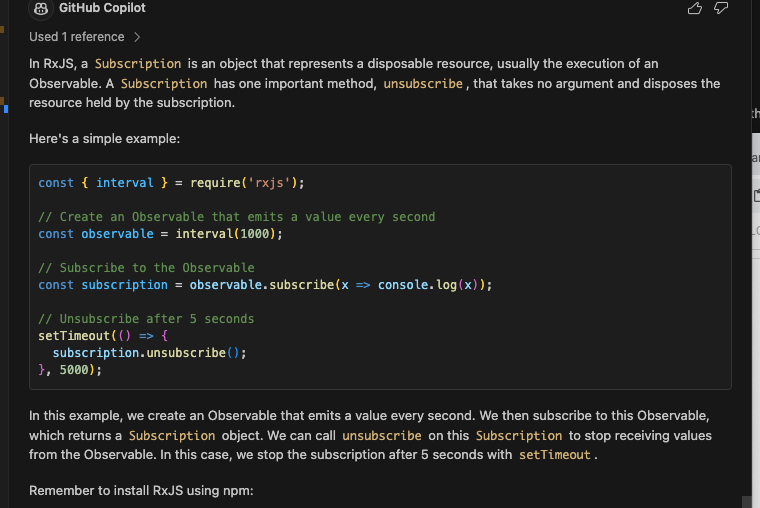 GitHub Copilot
Used 1 reference
In RxJS, a Subscription is an object that represents a disposable resource, usually the execution of an
Observable. A Subscription has one important method, unsubscribe, that takes no argument and disposes the
resource held by the subscription.
Here's a simple example:
const { interval } = require('rxjs');
// Create an Observable that emits a value every second
const observable = interval(1000);
// Subscribe to the Observable
const subscription = observable.subscribe(x => console.log(x));
// Unsubscribe after 5 seconds
setTimeout(() => {
  subscription.unsubscribe();
}, 5000);
In this example, we create an Observable that emits a value every second. We then subscribe to this Observable,
which returns a Subscription object. We can call unsubscribe on this Subscription to stop receiving values
from the Observable. In this case, we stop the subscription after 5 seconds with setTimeout.
Remember to install RxJS using npm: